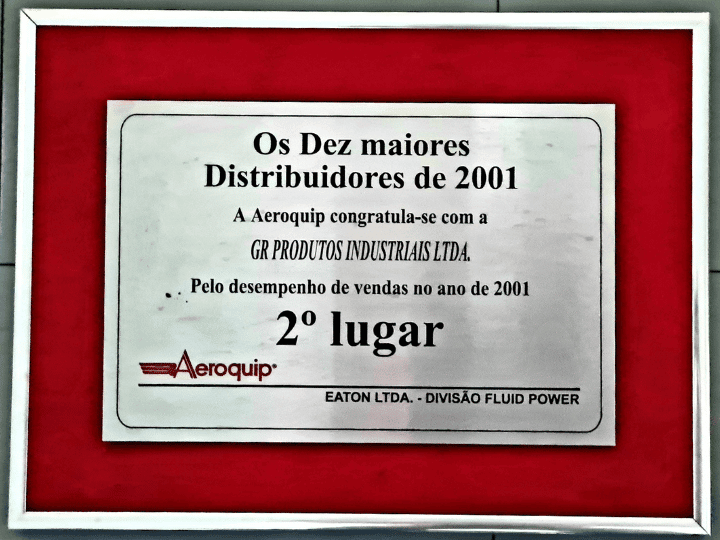 Os Dez maiores
Distribuidores de 2001
A Aeroquip congratula-se com a
GR PRODUTOS INDUSTRIAIS LTDA.
Pelo desempenho de vendas no ano de 2001
2º lugar
Aeroquip
EATON LTDA. - DIVISÃO FLUID POWER